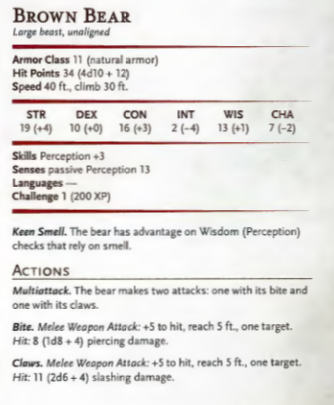 BROWN BEAR
Large beast, unaligned
Armor Class 11 (natural armor)
Hit Points 34 (4d10 + 12)
Speed 40 ft., climb 30 ft.
STR DEX CON INT WIS CHA
19 (+4) 10 (+0) 16 (+3) 2 (−4) 13 (+1) 7 (−2)
Skills Perception +3
Senses passive Perception 13
Languages —
Challenge 1 (200 XP)
Keen Smell. The bear has advantage on Wisdom (Perception)
checks that rely on smell.
ACTIONS
Multiattack. The bear makes two attacks: one with its bite and
one with its claws.
Bite. Melee Weapon Attack: +5 to hit, reach 5 ft., one target.
Hit: 8 (1d8 + 4) piercing damage.
Claws. Melee Weapon Attack: +5 to hit, reach 5 ft., one target.
Hit: 11 (2d6 + 4) slashing damage.